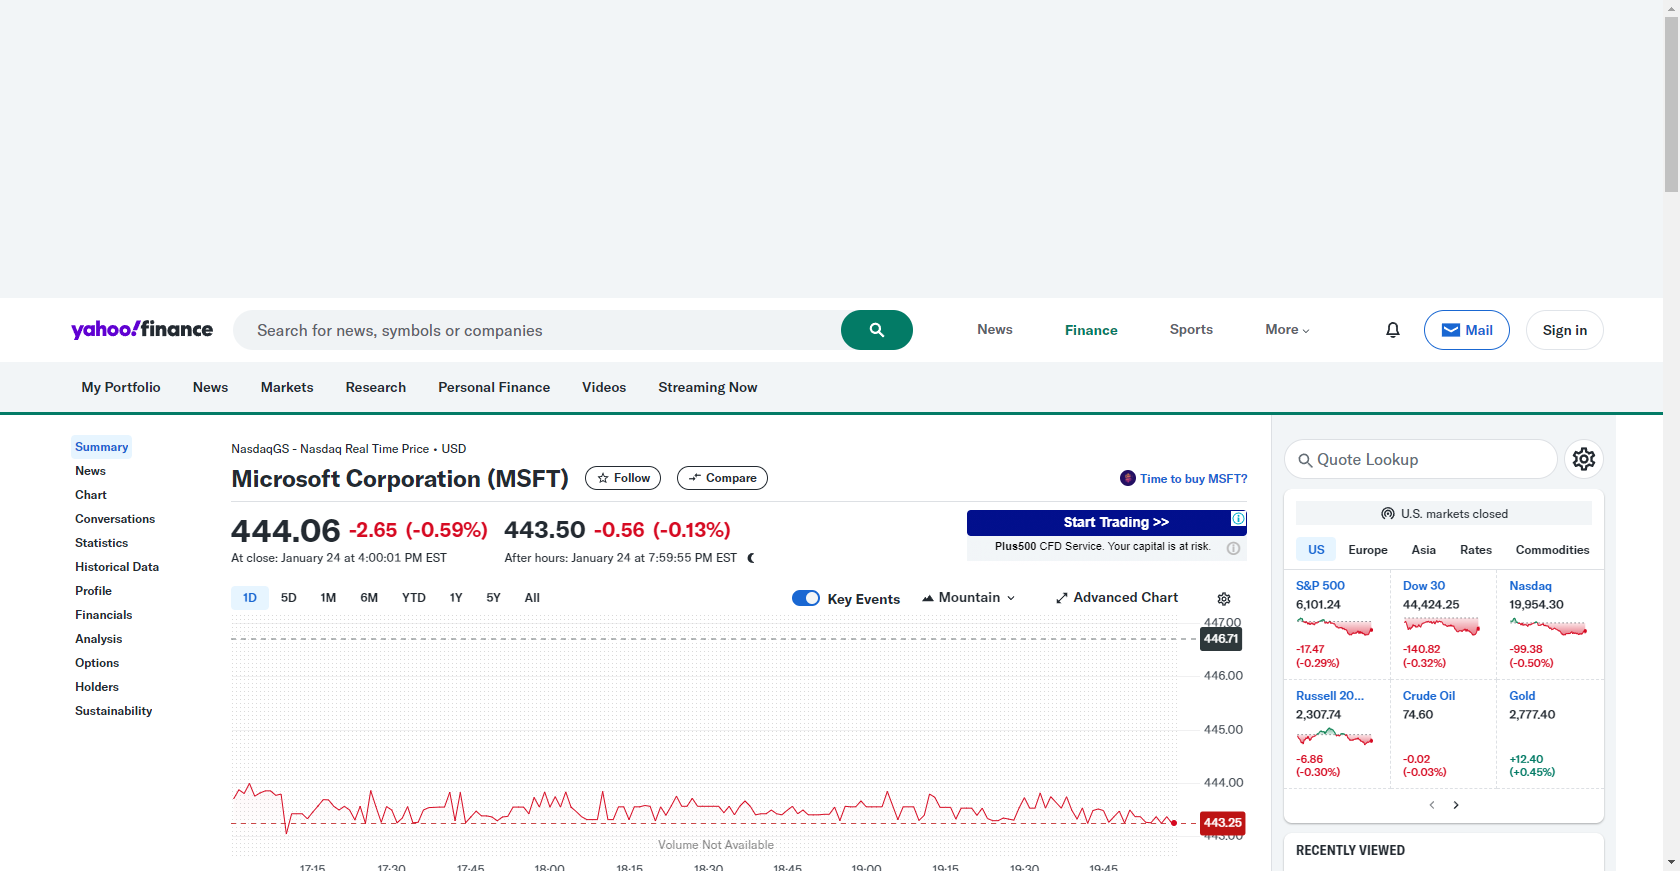 yahoo!finance
Search for news, symbols or companies
News
Finance
Sports
More
Mail
Sign in
My Portfolio
News
Markets
Research
Personal Finance
Videos
Streaming Now
Summary
News
Chart
Conversations
Statistics
Historical Data
Profile
Financials
Analysis
Options
Holders
Sustainability
NasdaqGS - Nasdaq Real Time Price • USD
Microsoft Corporation (MSFT)
Follow
Compare
Time to buy MSFT?
444.06 -2.65 (-0.59%)
At close: January 24 at 4:00:01 PM EST
443.50 -0.56 (-0.13%)
After hours: January 24 at 7:59:55 PM EST
Start Trading >>
Plus500 CFD Service. Your capital is at risk.
1D
5D
1M
6M
YTD
1Y
5Y
All
Key Events
Mountain
Advanced Chart
447.00
446.71
446.00
445.00
444.00
443.25
443.00
Volume Not Available
17:15
17:30
17:45
18:00
18:15
18:30
18:45
19:00
19:15
19:30
19:45
Quote Lookup
U.S. markets closed
US
Europe
Asia
Rates
Commodities
S&P 500
6,101.24
-17.47
(-0.29%)
Dow 30
44,424.25
-140.82
(-0.32%)
Nasdaq
19,954.30
-99.38
(-0.50%)
Russell 20...
2,307.74
-6.86
(-0.30%)
Crude Oil
74.60
-0.02
(-0.03%)
Gold
2,777.40
+12.40
(+0.45%)
RECENTLY VIEWED